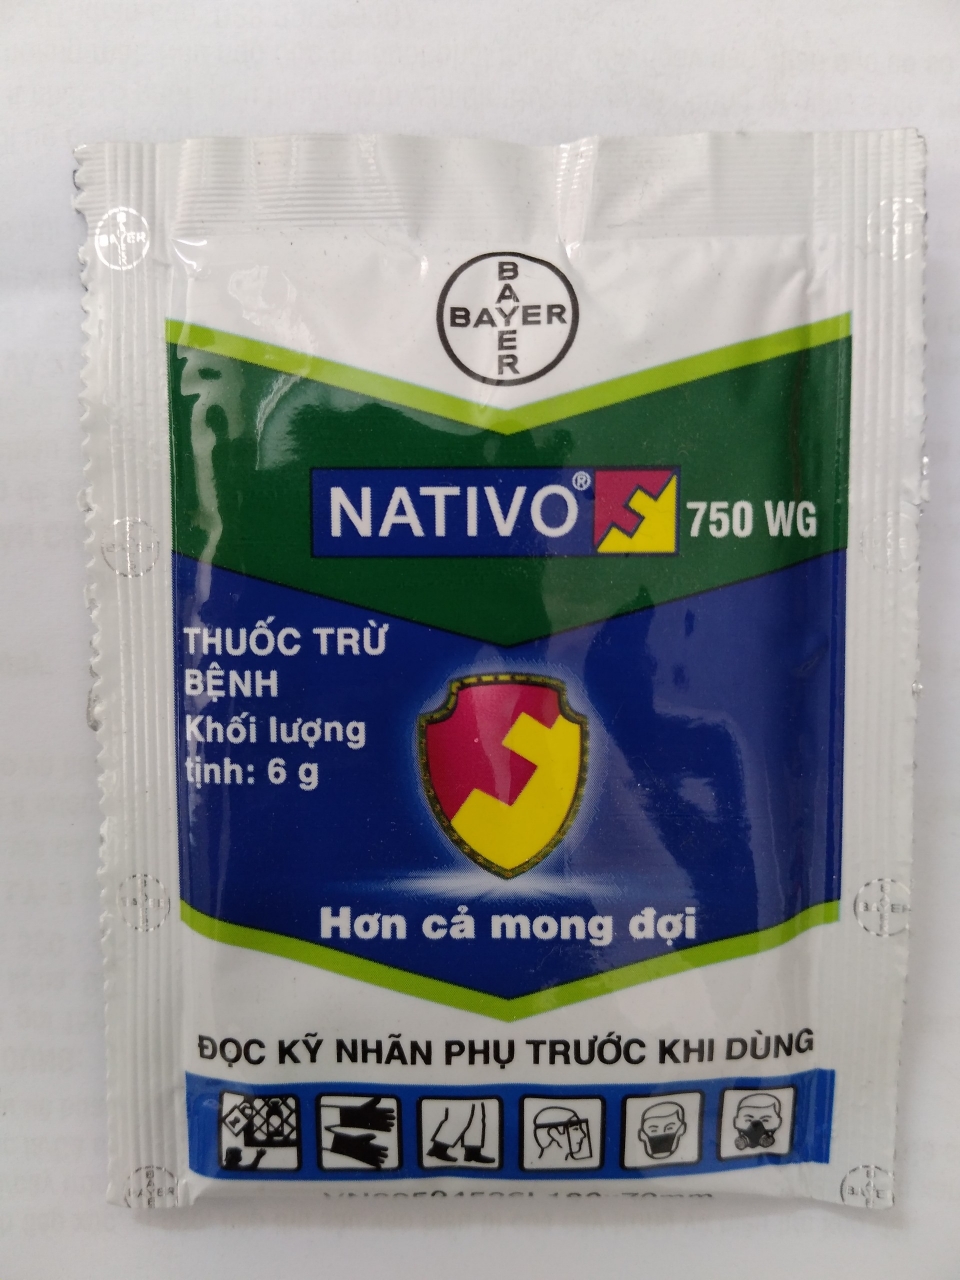 BAYER
BAYER
NATIVO® 750 WG
THUỐC TRỪ
BỆNH
Khối lượng
tịnh: 6 g
Hơn cả mong đợi
ĐỌC KỸ NHÃN PHỤ TRƯỚC KHI DÙNG